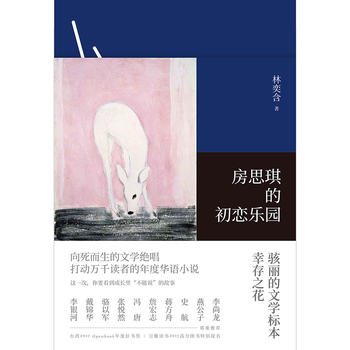 林奕含
著
房思琪
的
初恋乐园
骇丽的文学标本
幸存之花
向死而生的文学绝唱
打动万千读者的年度华语小说
这一次,你要看到成长里“不能说”的故事
李银河
戴锦华
骆以军
张悦然
冯唐
詹宏志
蒋方舟
史航
燕公子
李尚龙